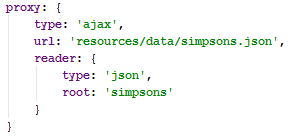 proxy: {
    type: 'ajax',
    url: 'resources/data/simpsons.json',
    reader: {
        type: 'json',
        root: 'simpsons'
    }
}